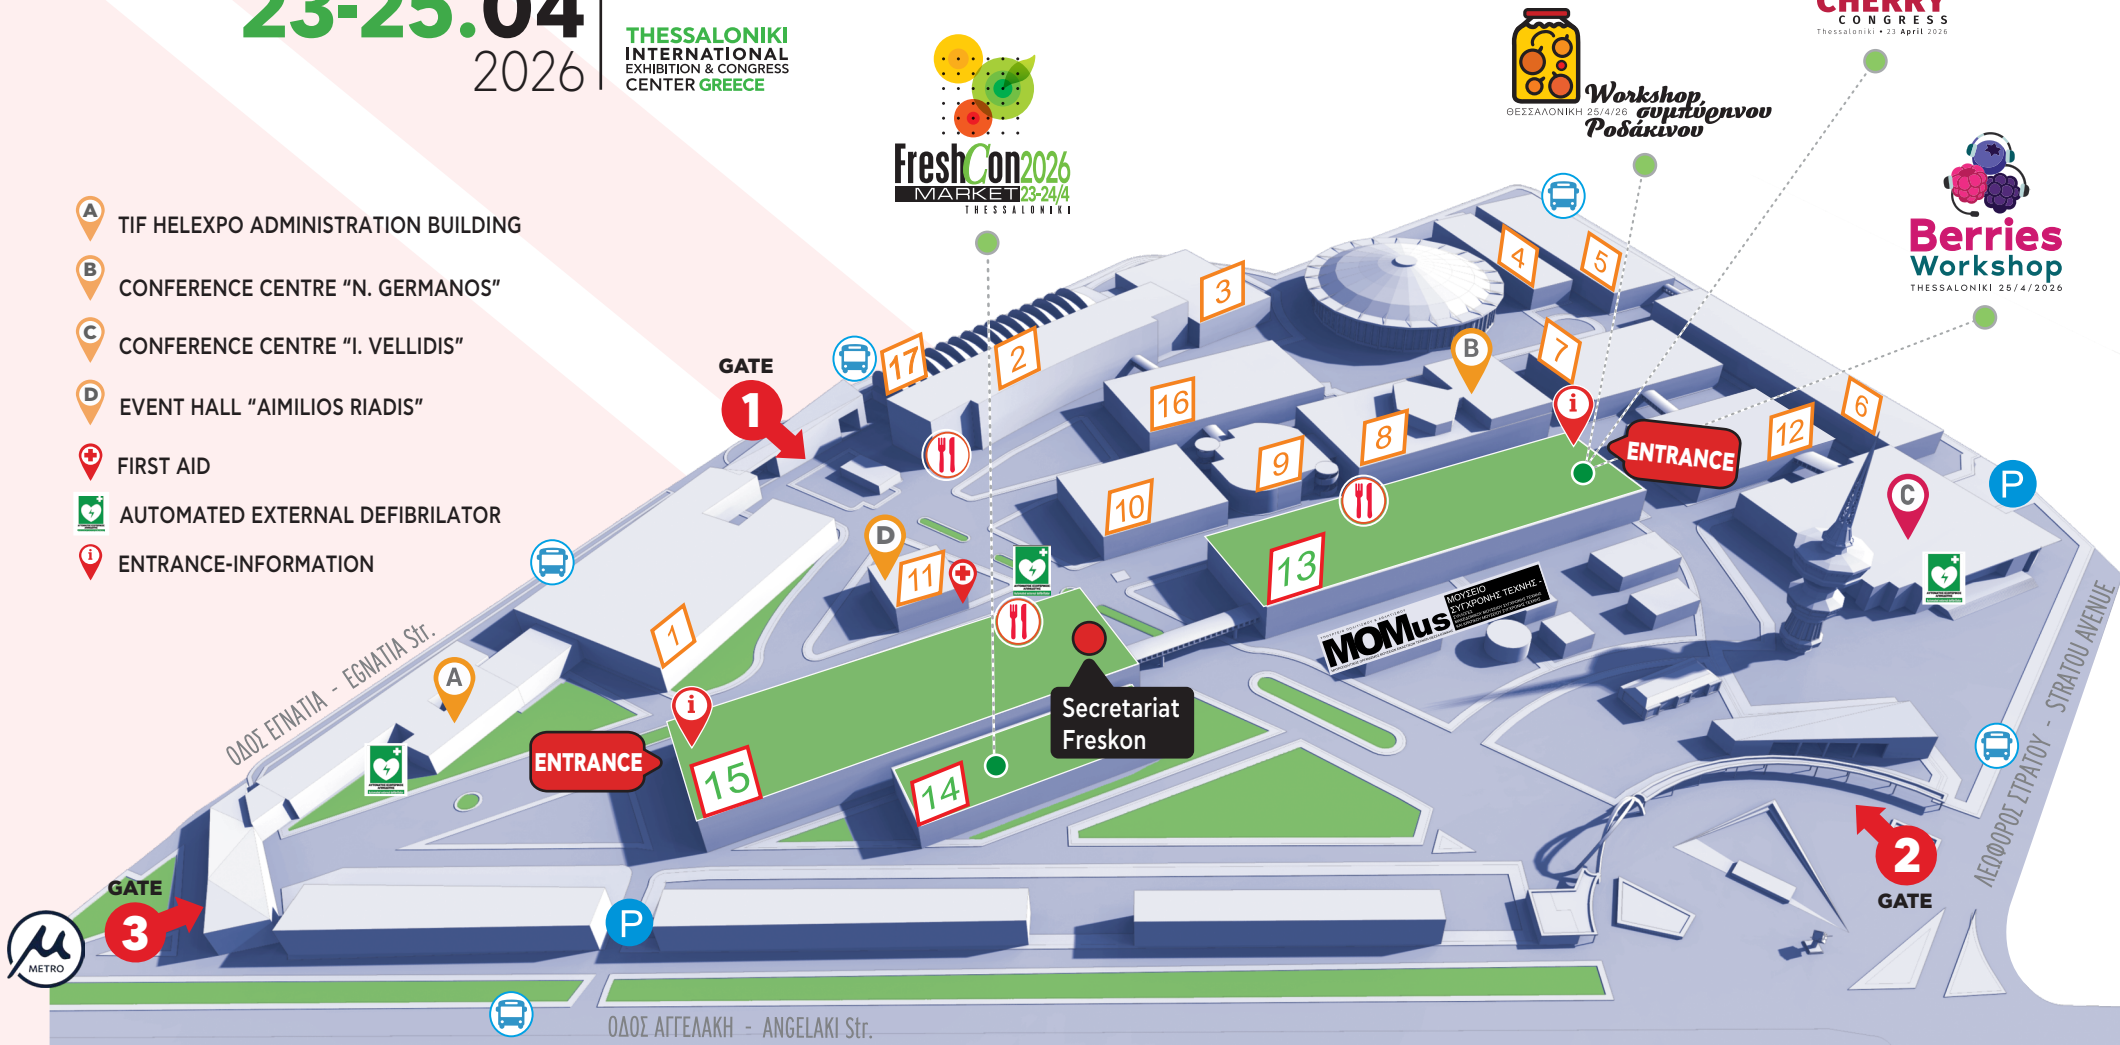 23-25.04
2026
THESSALONIKI
INTERNATIONAL
EXHIBITION & CONGRESS
CENTER GREECE
FreshCon2026
MARKET 23-24/4
THESSALONIKI
ΘΕΣΣΑΛΟΝΙΚΗ 25/4/26
Workshop
συμπύρηνου
Ροδάκινου
CHERRY
CONGRESS
Thessaloniki • 23 April 2026
Berries
Workshop
THESSALONIKI 25/4/2026
A TIF HELEXPO ADMINISTRATION BUILDING
B CONFERENCE CENTRE “N. GERMANOS”
C CONFERENCE CENTRE “I. VELLIDIS”
D EVENT HALL “AIMILIOS RIADIS”
FIRST AID
AUTOMATED EXTERNAL DEFIBRILATOR
i ENTRANCE-INFORMATION
GATE
1
17
2
3
4
5
7
B
6
12
16
8
9
10
i
ENTRANCE
C
P
D
11
13
1
A
i
ENTRANCE
15
14
Secretariat
Freskon
MOMus
ΜΟΥΣΕΙΟ
ΣΥΓΧΡΟΝΗΣ ΤΕΧΝΗΣ -
ΟΔΟΣ ΕΓΝΑΤΙΑ - EGNATIA Str.
ΛΕΩΦΟΡΟΣ ΣΤΡΑΤΟΥ - STRATOU AVENUE
2
GATE
GATE
3
METRO
P
ΟΔΟΣ ΑΓΓΕΛΑΚΗ - ANGELAKI Str.